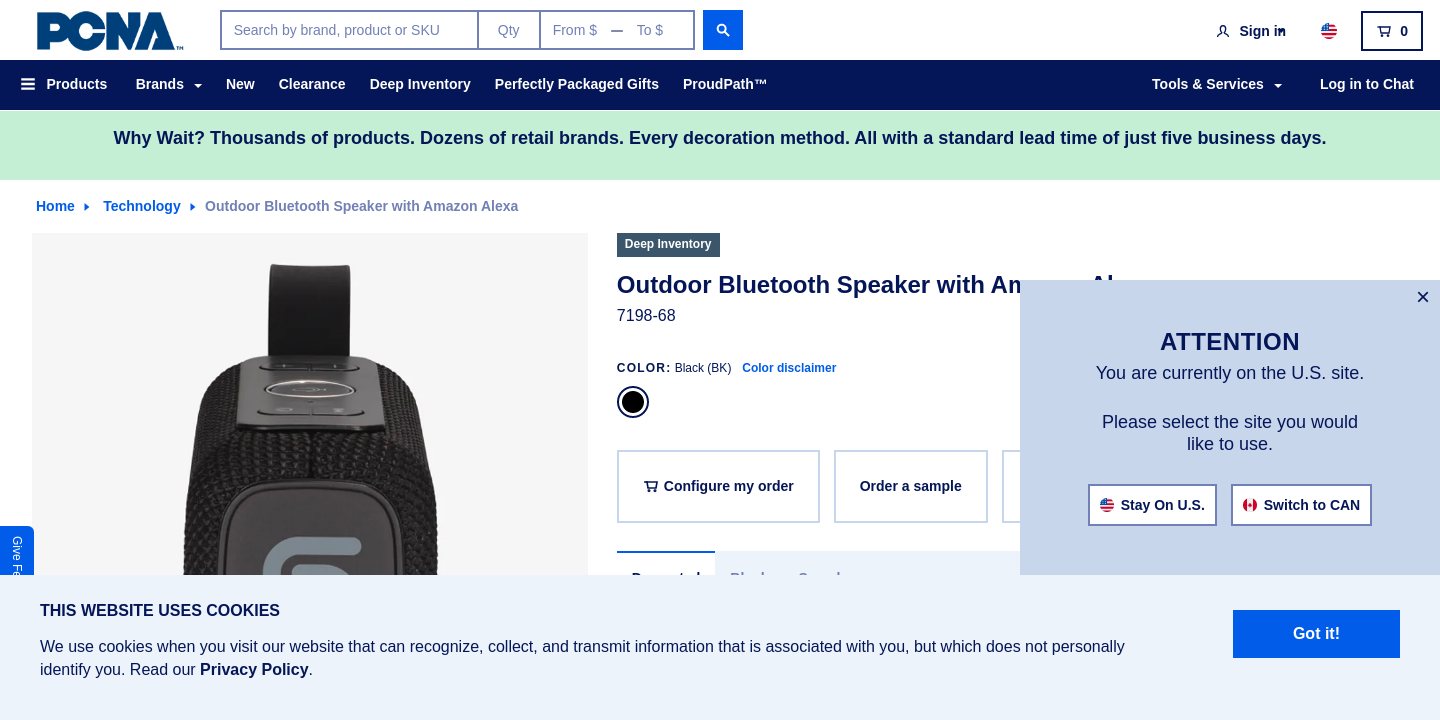 PCNA™
Search by brand, product or SKU
Qty
From $ — To $
Sign in
0
Products
Brands
New
Clearance
Deep Inventory
Perfectly Packaged Gifts
ProudPath™
Tools & Services
Log in to Chat
Why Wait? Thousands of products. Dozens of retail brands. Every decoration method. All with a standard lead time of just five business days.
Home
Technology
Outdoor Bluetooth Speaker with Amazon Alexa
Deep Inventory
Outdoor Bluetooth Speaker with
7198-68
COLOR: Black (BK) Color disclaimer
Configure my order
Order a sample
×
ATTENTION
You are currently on the U.S. site.
Please select the site you would
like to use.
Stay On U.S.
Switch to CAN
Give
THIS WEBSITE USES COOKIES
We use cookies when you visit our website that can recognize, collect, and transmit information that is associated with you, but which does not personally
identify you. Read our Privacy Policy.
Got it!